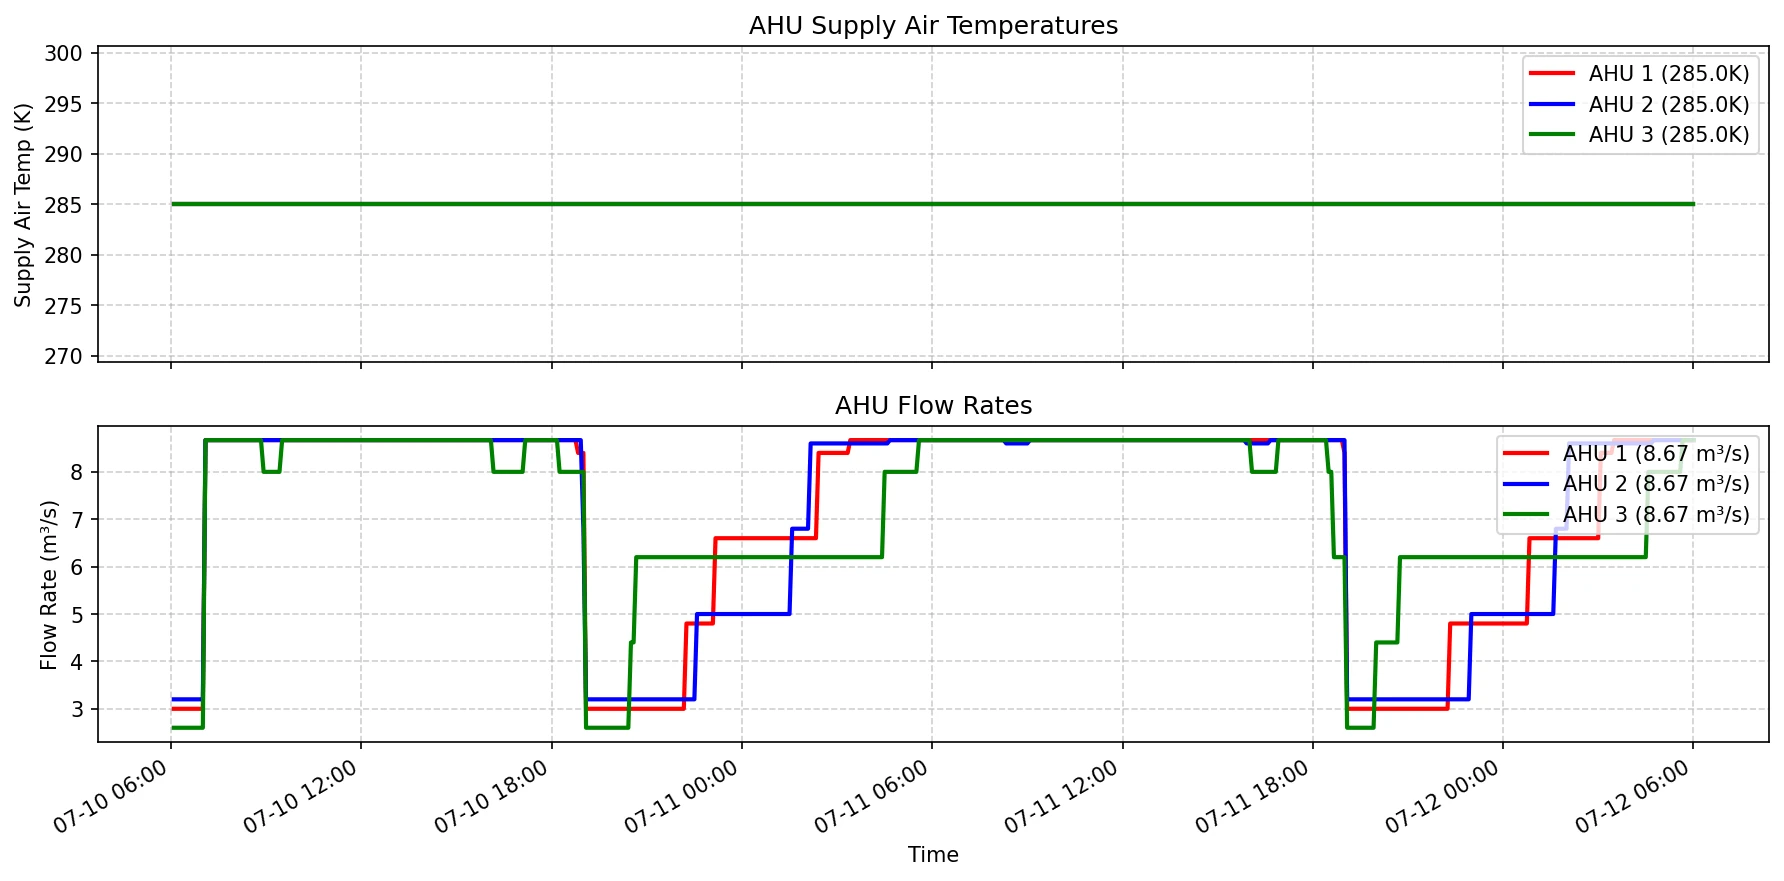 AHU Supply Air Temperatures
Supply Air Temp (K)
300
295
290
285
280
275
270
AHU 1 (285.0K)
AHU 2 (285.0K)
AHU 3 (285.0K)
AHU Flow Rates
Flow Rate (m³/s)
8
7
6
5
4
3
AHU 1 (8.67 m³/s)
AHU 2 (8.67 m³/s)
AHU 3 (8.67 m³/s)
07-10 06:00
07-10 12:00
07-10 18:00
07-11 00:00
07-11 06:00
07-11 12:00
07-11 18:00
07-12 00:00
07-12 06:00
Time